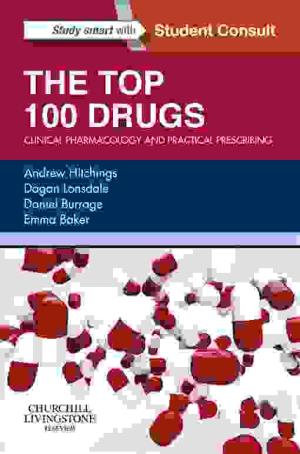 Study smart with Student Consult
THE TOP
100 DRUGS
CLINICAL PHARMACOLOGY AND PRACTICAL PRESCRIBING
Andrew Hitchings
Dagan Lonsdale
Daniel Burrage
Emma Baker
CHURCHILL
LIVINGSTONE
ELSEVIER